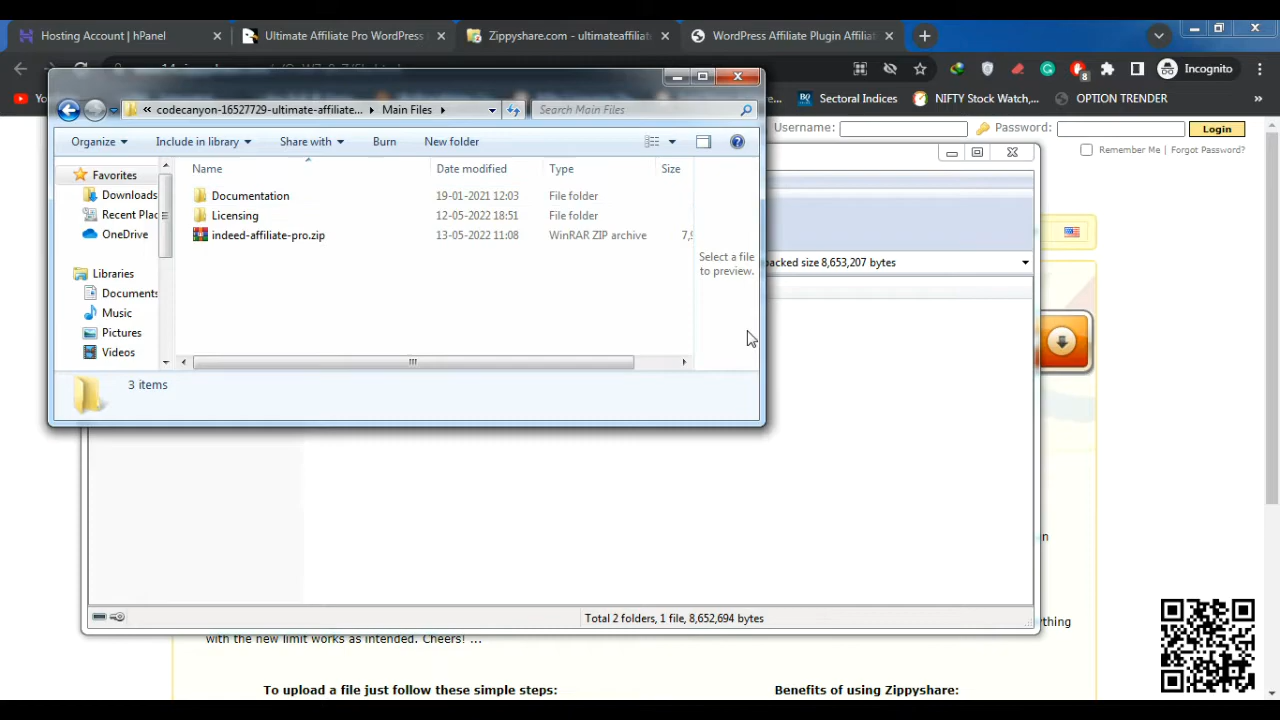 Hosting Account | hPanel
Ultimate Affiliate Pro WordPress
Zippyshare.com - ultimateaffilia
WordPress Affiliate Plugin Affilia
Incognito
8
Sectoral Indices
NIFTY Stock Watch,...
OPTION TRENDER
»
« codecanyon-16527729-ultimate-affiliate... Main Files
Search Main Files
Username:
Password:
Login
Remember Me | Forgot Password?
Organize
Include in library
Share with
Burn
New folder
Name
Date modified
Type
Size
Favorites
Downloads
Recent Plac
OneDrive
Libraries
Documents
Music
Pictures
Videos
Documentation 19-01-2021 12:03 File folder
Licensing 12-05-2022 18:51 File folder
indeed-affiliate-pro.zip 13-05-2022 11:08 WinRAR ZIP archive 7,9
Select a file
to preview.
packed size 8,653,207 bytes
3 items
Total 2 folders, 1 file, 8,652,694 bytes
with the new limit works as intended. Cheers! ...
To upload a file just follow these simple steps:
Benefits of using Zippyshare: